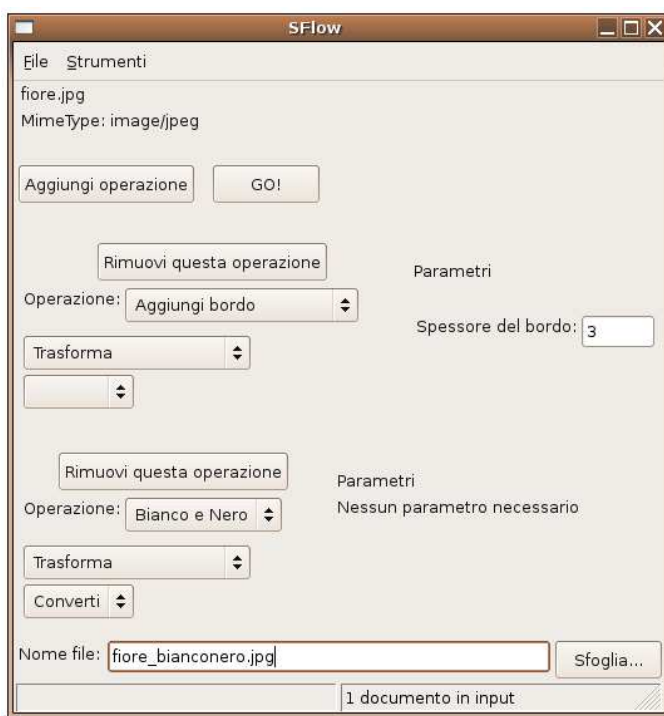 SFlow
File Strumenti
fiore.jpg
MimeType: image/jpeg
Aggiungi operazione GO!
Rimuovi questa operazione
Parametri
Operazione: Aggiungi bordo
Spessore del bordo: 3
Trasforma
Rimuovi questa operazione
Parametri
Operazione: Bianco e Nero
Nessun parametro necessario
Trasforma
Converti
Nome file: fiore_bianconero.jpg Sfoglia...
1 documento in input